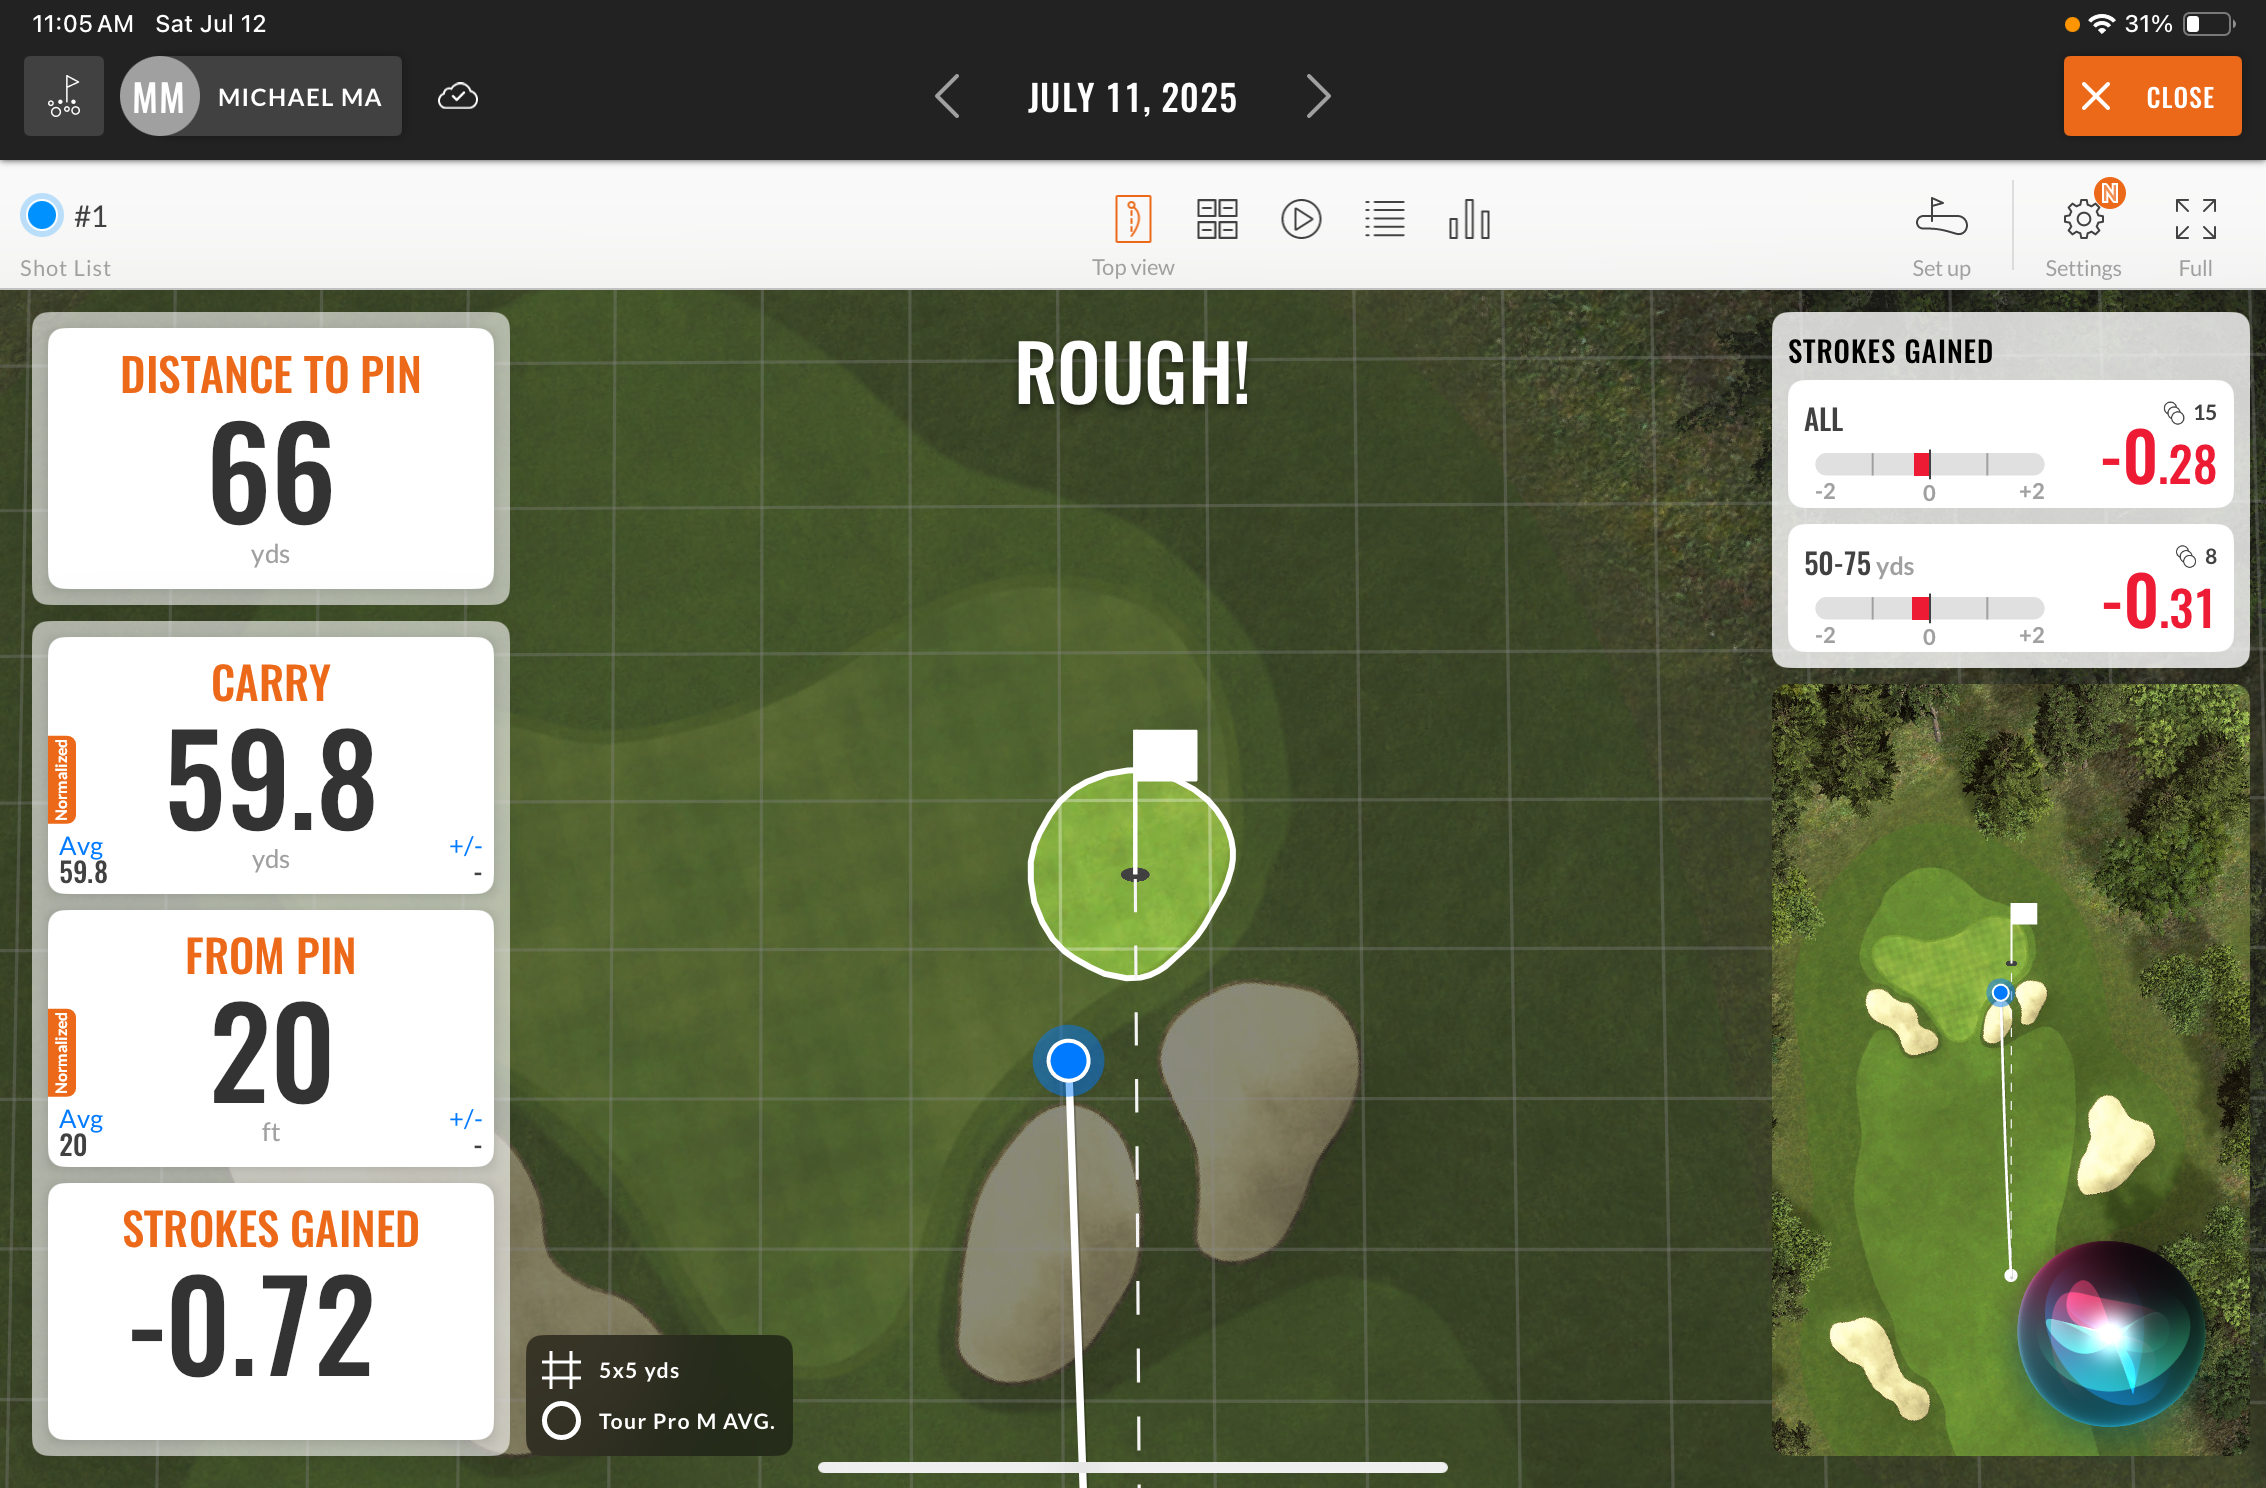 11:05 AM Sat Jul 12
31%
MM MICHAEL MA
JULY 11, 2025
CLOSE
#1
Shot List
Top view
N
Set up
Settings
Full
DISTANCE TO PIN
66
yds
CARRY
Normalized
59.8
yds
Avg
59.8
+/-
-
FROM PIN
Normalized
20
ft
Avg
20
+/-
-
STROKES GAINED
-0.72
ROUGH!
5x5 yds
Tour Pro M AVG.
STROKES GAINED
ALL
15
-0.28
-2 0 +2
50-75 yds
8
-0.31
-2 0 +2